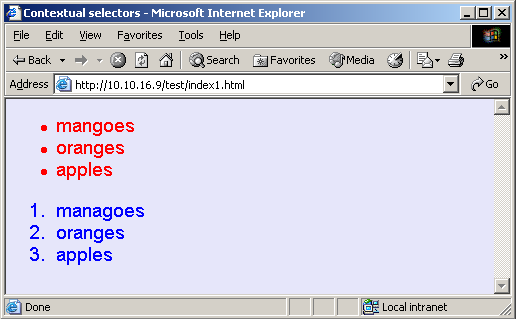 Contextual selectors - Microsoft Internet Explorer
File Edit View Favorites Tools Help
Back Search Favorites Media »
Address http://10.10.16.9/test/index1.html Go
• mangoes
• oranges
• apples
1. managoes
2. oranges
3. apples
Done Local intranet